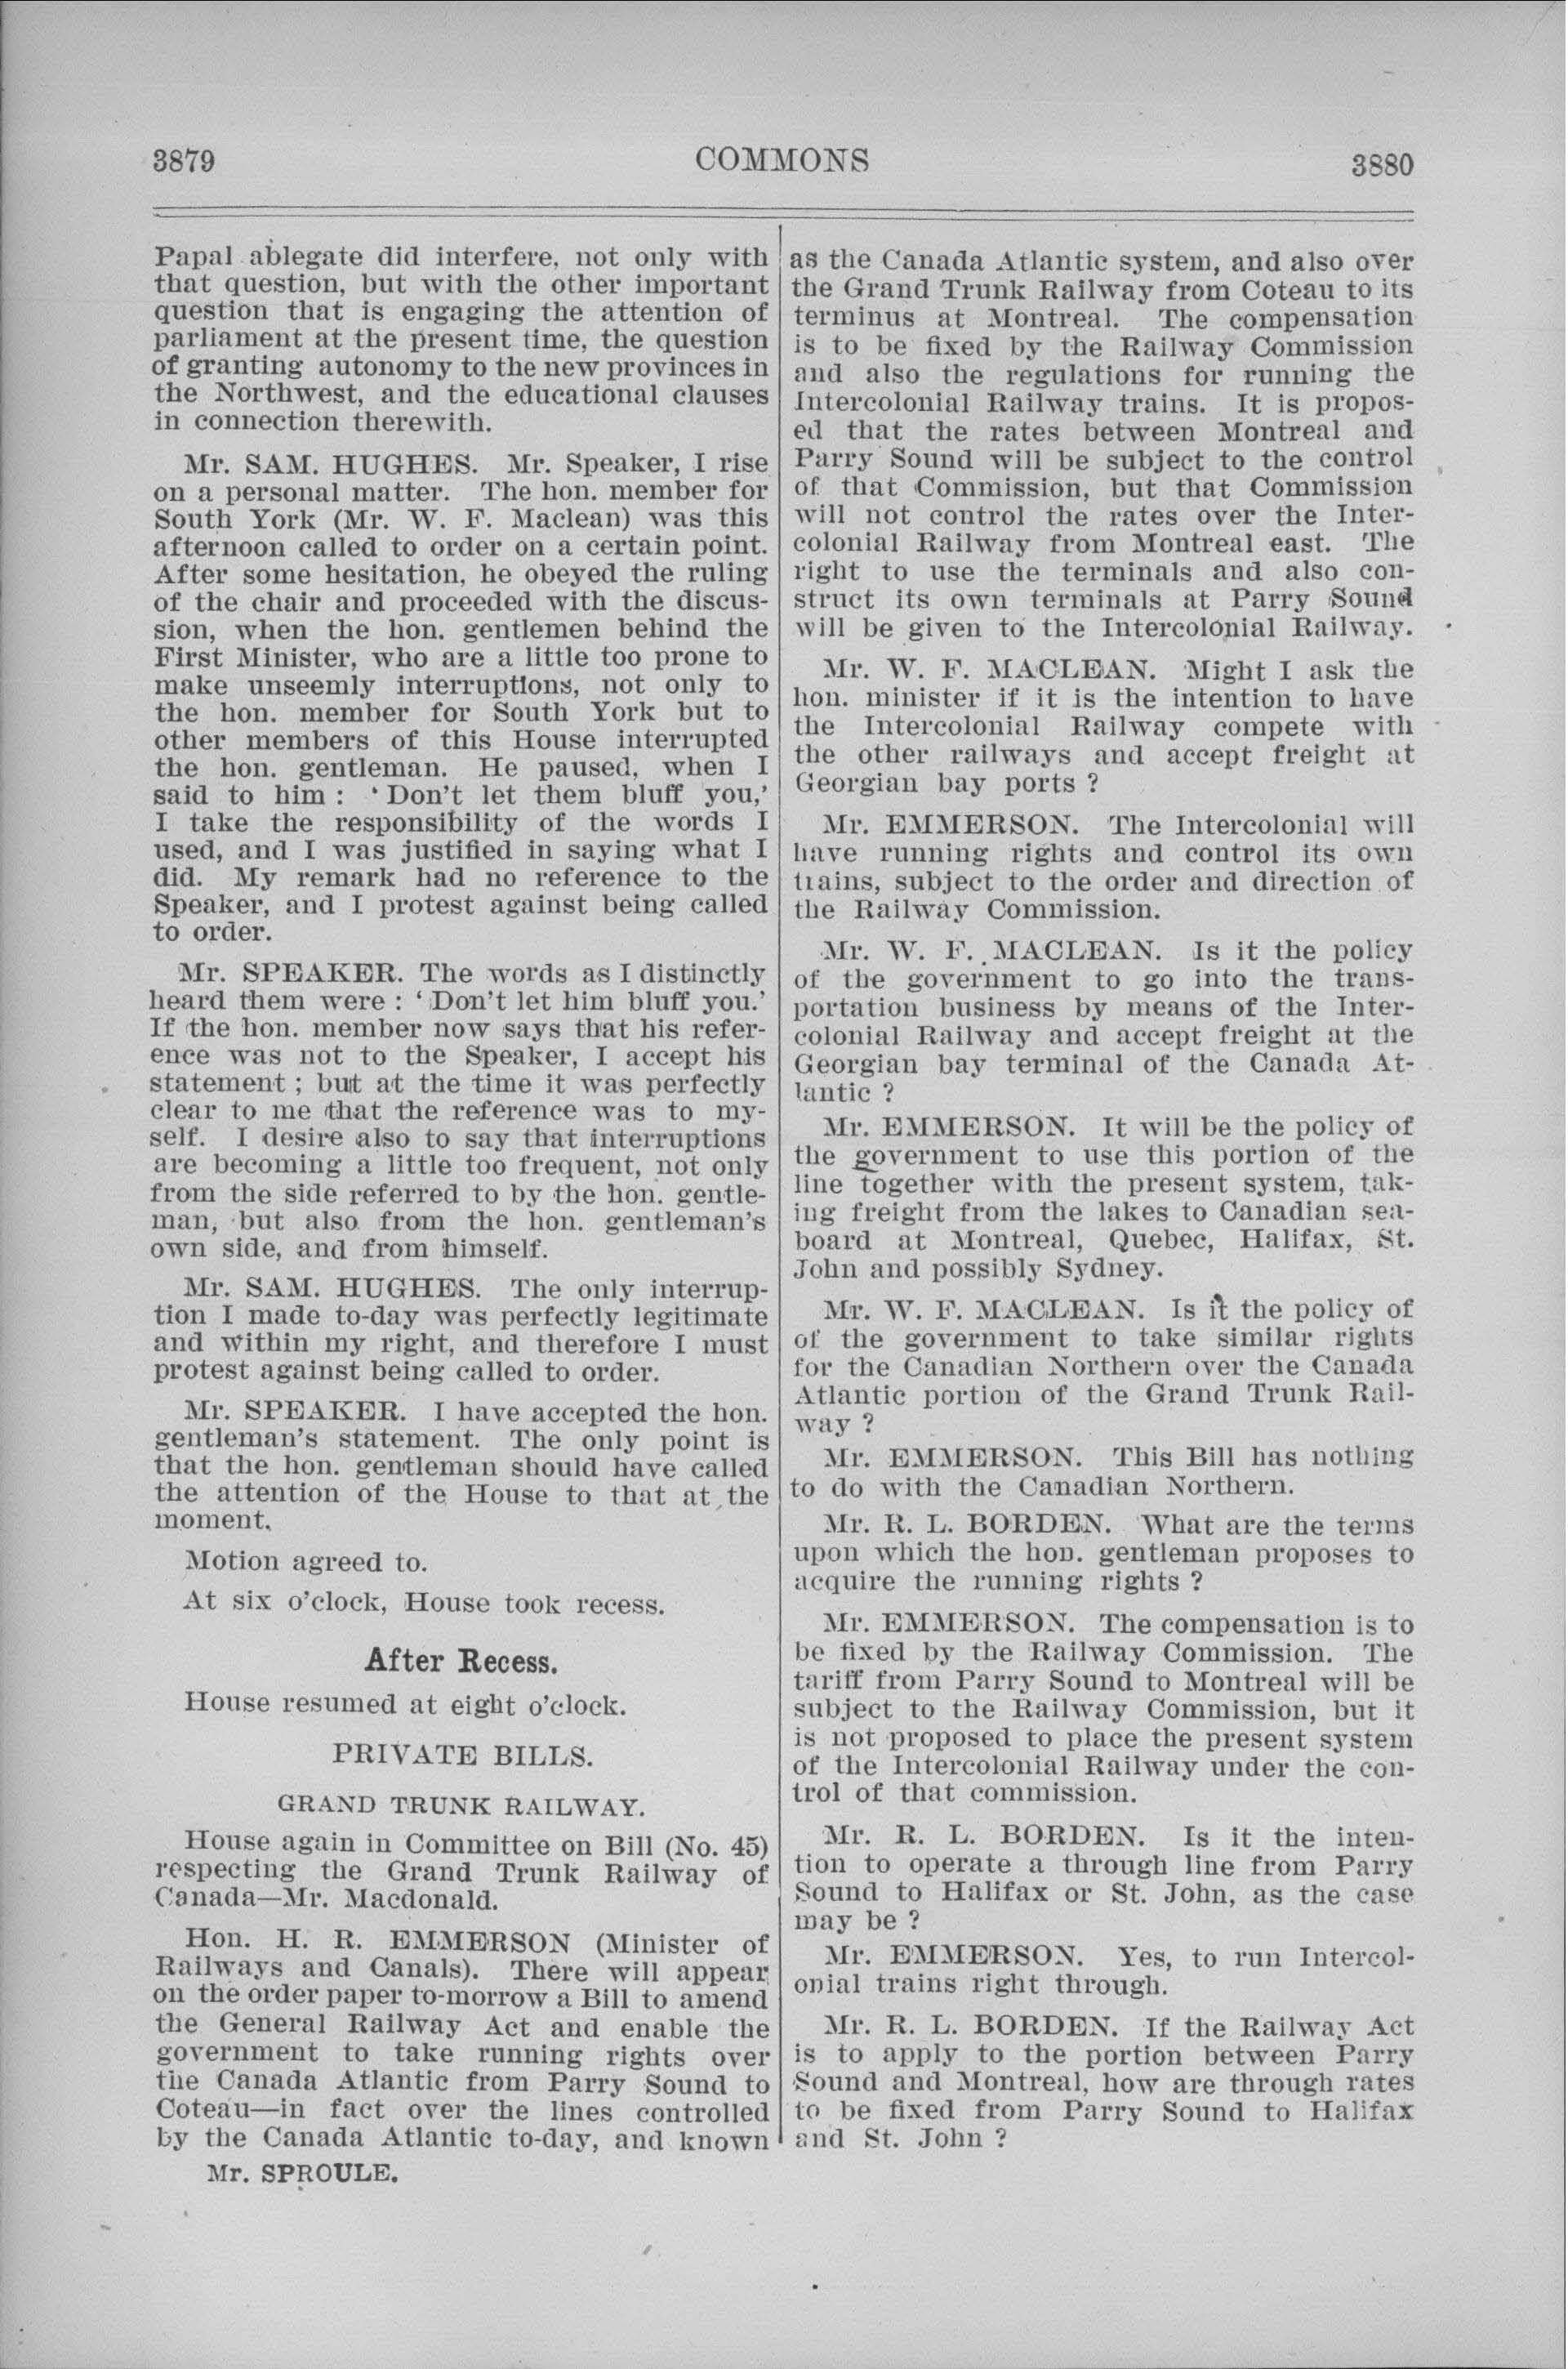 3879
COMMONS
3880
Papal ablegate did interfere, not only with
that question, but with the other important
question that is engaging the attention of
parliament at the present time, the question
of granting autonomy to the new provinces in
the Northwest, and the educational clauses
in connection therewith.
Mr. SAM. HUGHES. Mr. Speaker, I rise
on a personal matter. The hon. member for
South York (Mr. W. F. Maclean) was this
afternoon called to order on a certain point.
After some hesitation, he obeyed the ruling
of the chair and proceeded with the discus-
sion, when the hon. gentlemen behind the
First Minister, who are a little too prone to
make unseemly interruptions, not only to
the hon. member for South York but to
other members of this House interrupted
the hon. gentleman. He paused, when I
said to him : ‘ Don't let them bluff you,’
I take the responsibility of the words I
used, and I was justified in saying what I
did. My remark had no reference to the
Speaker, and I protest against being called
to order.
Mr. SPEAKER. The words as I distinctly
heard them were : ‘ Don't let him bluff you.’
If the hon. member now says that his refer-
ence was not to the Speaker, I accept his
statement ; but at the time it was perfectly
clear to me that the reference was to my-
self. I desire also to say that interruptions
are becoming a little too frequent, not only
from the side referred to by the hon. gentle-
man, but also from the hon. gentleman's
own side, and from himself.
Mr. SAM. HUGHES. The only interrup-
tion I made to-day was perfectly legitimate
and within my right, and therefore I must
protest against being called to order.
Mr. SPEAKER. I have accepted the hon.
gentleman's statement. The only point is
that the hon. gentleman should have called
the attention of the House to that at the
moment.
Motion agreed to.
At six o'clock, House took recess.
After Recess.
House resumed at eight o'clock.
PRIVATE BILLS.
GRAND TRUNK RAILWAY.
House again in Committee on Bill (No. 45)
respecting the Grand Trunk Railway of
Canada—Mr. Macdonald.
Hon. H. R. EMMERSON (Minister of
Railways and Canals). There will appear
on the order paper to-morrow a Bill to amend
the General Railway Act and enable the
government to take running rights over
the Canada Atlantic from Parry Sound to
Coteau—in fact over the lines controlled
by the Canada Atlantic to-day, and known
Mr. SPROULE.
as the Canada Atlantic system, and also over
the Grand Trunk Railway from Coteau to its
terminus at Montreal. The compensation
is to be fixed by the Railway Commission
and also the regulations for running the
Intercolonial Railway trains. It is propos-
ed that the rates between Montreal and
Parry Sound will be subject to the control
of that Commission, but that Commission
will not control the rates over the Inter-
colonial Railway from Montreal east. The
right to use the terminals and also con-
struct its own terminals at Parry Sound
will be given to the Intercolonial Railway.
Mr. W. F. MACLEAN. Might I ask the
hon. minister if it is the intention to have
the Intercolonial Railway compete with
the other railways and accept freight at
Georgian bay ports ?
Mr. EMMERSON. The Intercolonial will
have running rights and control its own
trains, subject to the order and direction of
the Railway Commission.
Mr. W. F. MACLEAN. Is it the policy
of the government to go into the trans-
portation business by means of the Inter-
colonial Railway and accept freight at the
Georgian bay terminal of the Canada At-
lantic ?
Mr. EMMERSON. It will be the policy of
the government to use this portion of the
line together with the present system, tak-
ing freight from the lakes to Canadian sea-
board at Montreal, Quebec, Halifax, St.
John and possibly Sydney.
Mr. W. F. MACLEAN. Is it the policy of
of the government to take similar rights
for the Canadian Northern over the Canada
Atlantic portion of the Grand Trunk Rail-
way ?
Mr. EMMERSON. This Bill has nothing
to do with the Canadian Northern.
Mr. R. L. BORDEN. What are the terms
upon which the hon. gentleman proposes to
acquire the running rights ?
Mr. EMMERSON. The compensation is to
be fixed by the Railway Commission. The
tariff from Parry Sound to Montreal will be
subject to the Railway Commission, but it
is not proposed to place the present system
of the Intercolonial Railway under the con-
trol of that commission.
Mr. R. L. BORDEN. Is it the inten-
tion to operate a through line from Parry
Sound to Halifax or St. John, as the case
may be ?
Mr. EMMERSON. Yes, to run Intercol-
onial trains right through.
Mr. R. L. BORDEN. If the Railway Act
is to apply to the portion between Parry
Sound and Montreal, how are through rates
to be fixed from Parry Sound to Halifax
and St. John ?